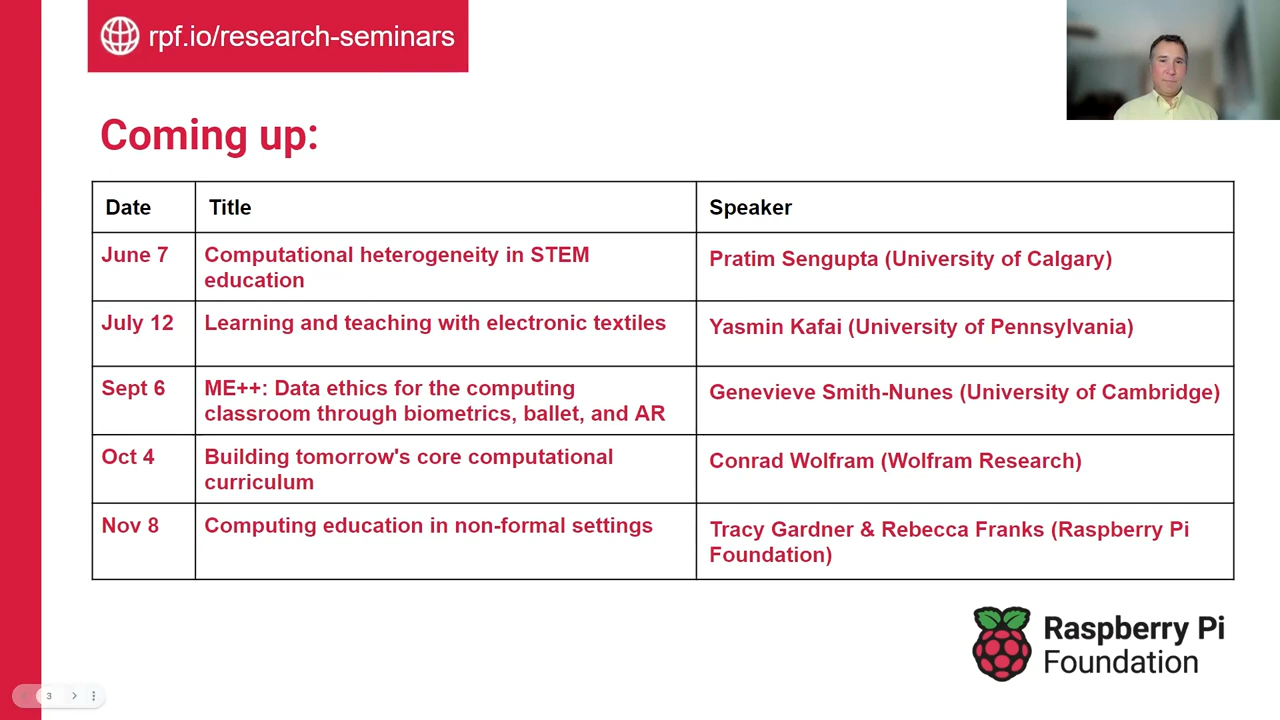 rpf.io/research-seminars
Coming up:
Date Title Speaker
June 7 Computational heterogeneity in STEM Pratim Sengupta (University of Calgary)
education
July 12 Learning and teaching with electronic textiles Yasmin Kafai (University of Pennsylvania)
Sept 6 ME++: Data ethics for the computing Genevieve Smith-Nunes (University of Cambridge)
classroom through biometrics, ballet, and AR
Oct 4 Building tomorrow's core computational Conrad Wolfram (Wolfram Research)
curriculum
Nov 8 Computing education in non-formal settings Tracy Gardner & Rebecca Franks (Raspberry Pi
Foundation)
Raspberry Pi
Foundation
3